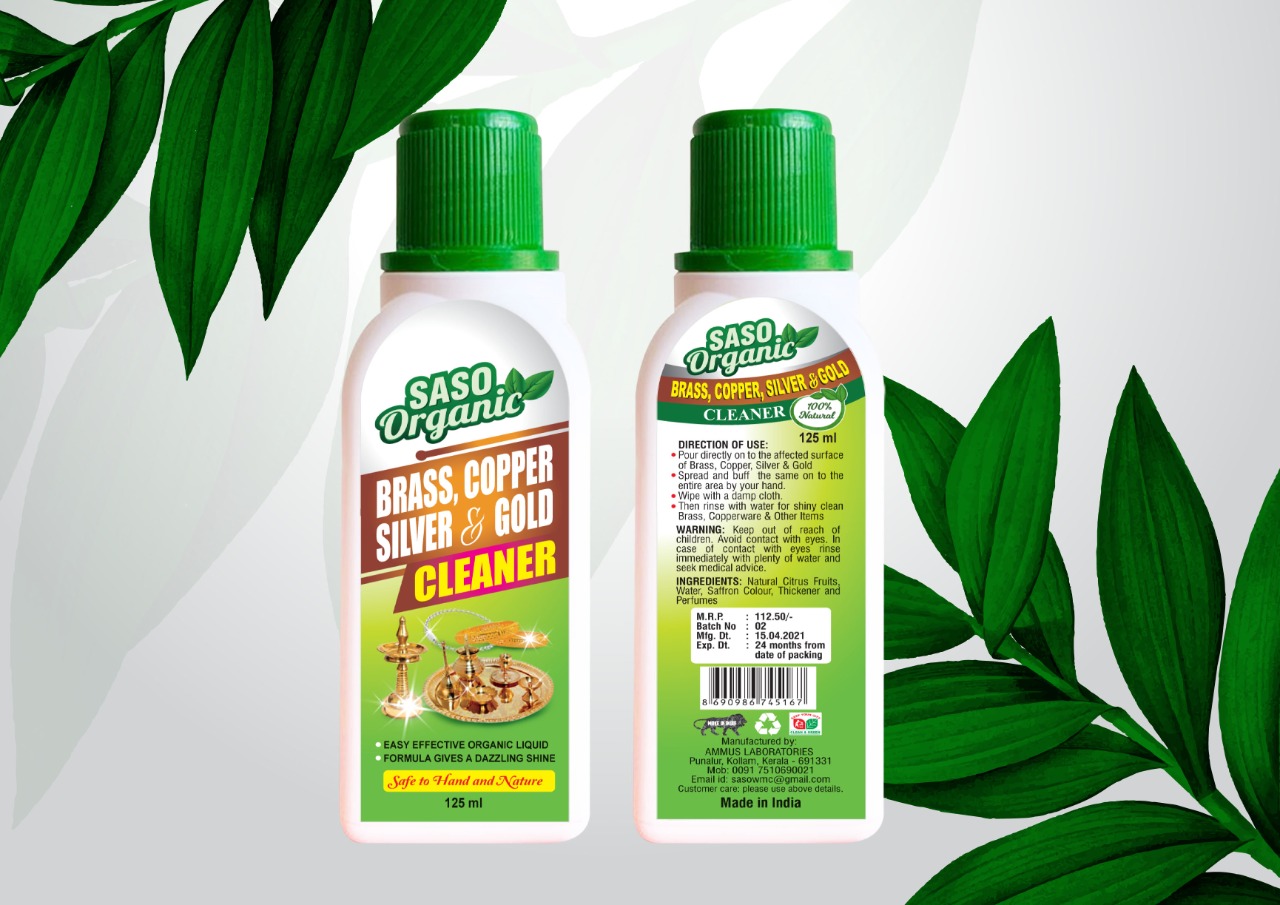 SASO
Organic
BRASS, COPPER
SILVER & GOLD
CLEANER
• EASY EFFECTIVE ORGANIC LIQUID
• FORMULA GIVES A DAZZLING SHINE
Safe to Hand and Nature
125 ml
SASO
Organic
BRASS, COPPER, SILVER & GOLD
CLEANER
100%
Natural
125 ml
DIRECTION OF USE:
• Pour directly on to the affected surface
of Brass, Copper, Silver & Gold
• Spread and buff the same on to the
entire area by your hand.
• Wipe with a damp cloth.
• Then rinse with water for shiny clean
Brass, Copperware & Other Items
WARNING: Keep out of reach of
children. Avoid contact with eyes. In
case of contact with eyes rinse
immediately with plenty of water and
seek medical advice.
INGREDIENTS: Natural Citrus Fruits,
Water, Saffron Colour, Thickener and
Perfumes
M.R.P. : 112.50/-
Batch No : 02
Mfg. Dt. : 15.04.2021
Exp. Dt. : 24 months from
date of packing
8 690986 745167
MAKE IN INDIA
CLEAN & GREEN
Manufactured by:
AMMUS LABORATORIES
Punalur, Kollam, Kerala - 691331
Mob: 0091 7510690021
Email id: sasowmc@gmail.com
Customer care: please use above details.
Made in India